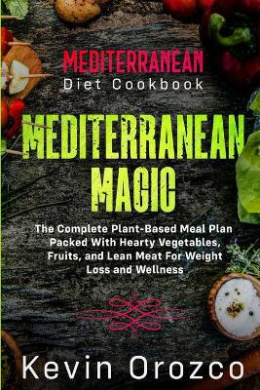 MEDITERRANEAN
Diet Cookbook
MEDITERRANEAN
MAGIC
The Complete Plant-Based Meal Plan
Packed With Hearty Vegetables,
Fruits, and Lean Meat For Weight
Loss and Wellness
Kevin Orozco